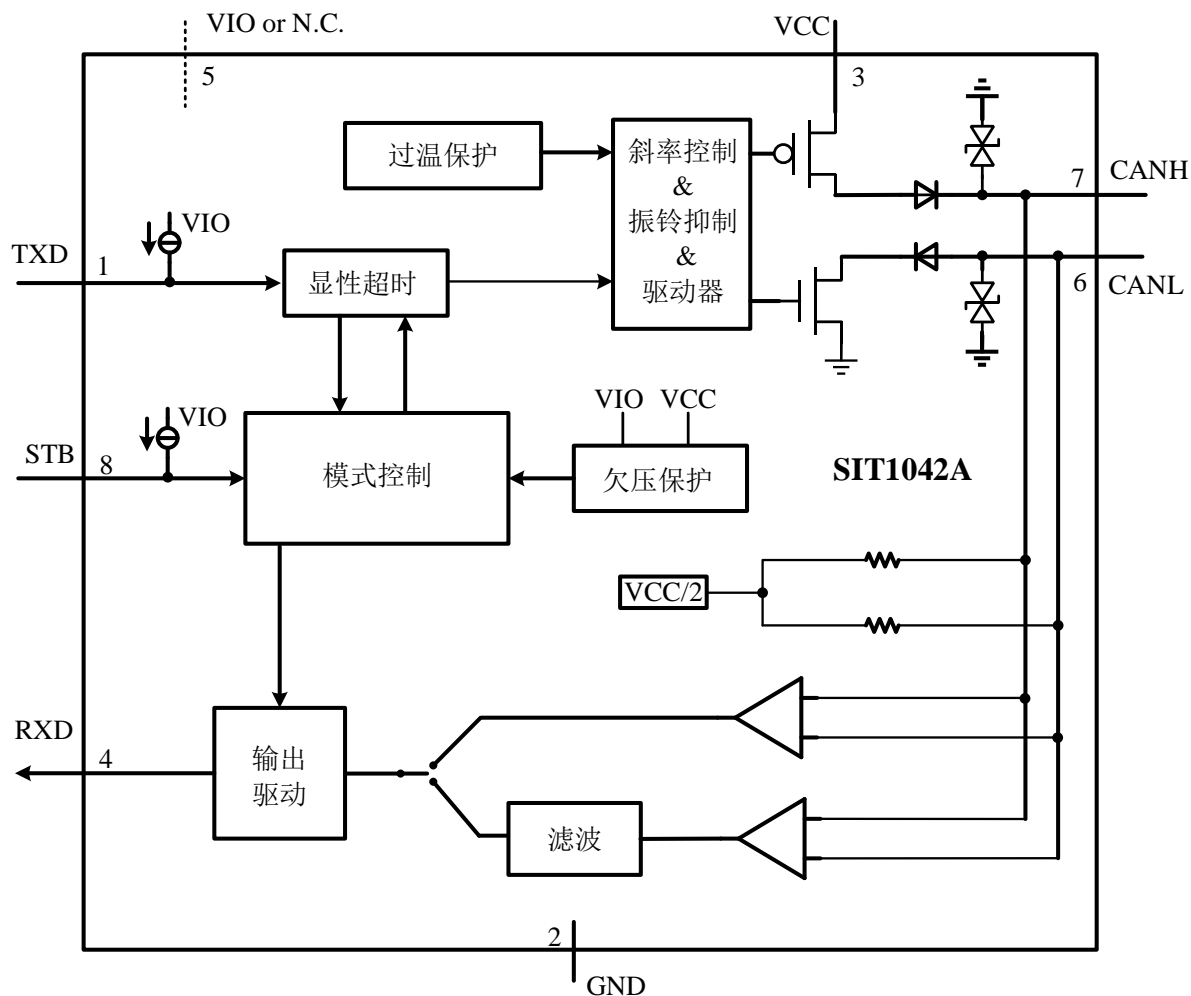 VIO or N.C.
VCC
5
3
过温保护
斜率控制
&
振铃抑制
&
驱动器
7
CANH
VIO
TXD
1
显性超时
6
CANL
VIO
VIO
VCC
STB
8
模式控制
欠压保护
SIT1042A
VCC/2
RXD
4
输出
驱动
滤波
2
GND